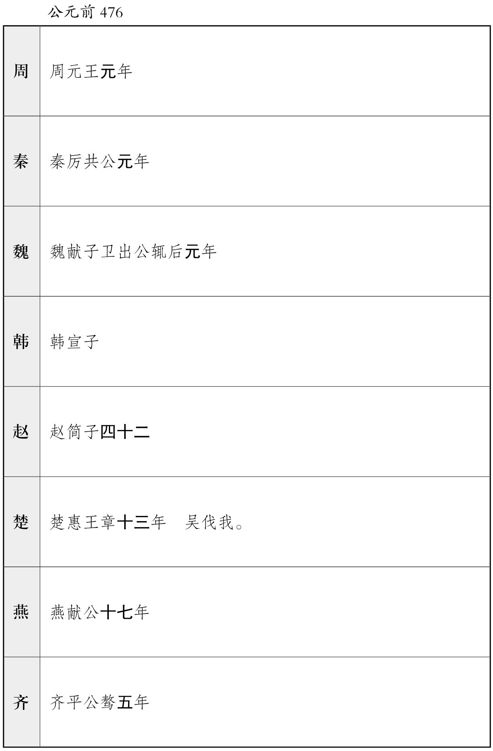 公元前 476
周 周元王元年
秦 秦厉共公元年
魏 魏献子卫出公辄后元年
韩 韩宣子
赵 赵简子四十二
楚 楚惠王章十三年 吴伐我。
燕 燕献公十七年
齐 齐平公骜五年